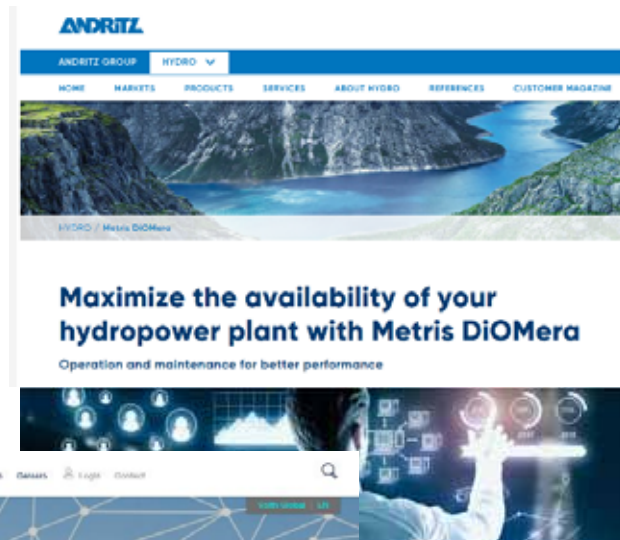 ANDRITZ
ANDRITZ GROUP HYDRO
HOME MARKETS PRODUCTS SERVICES ABOUT HYDRO REFERENCES CUSTOMER MAGAZINE
HYDRO / Metris DiOMera
Maximize the availability of your
hydropower plant with Metris DiOMera
Operation and maintenance for better performance
Careers Login Contact
Voith Global | EN